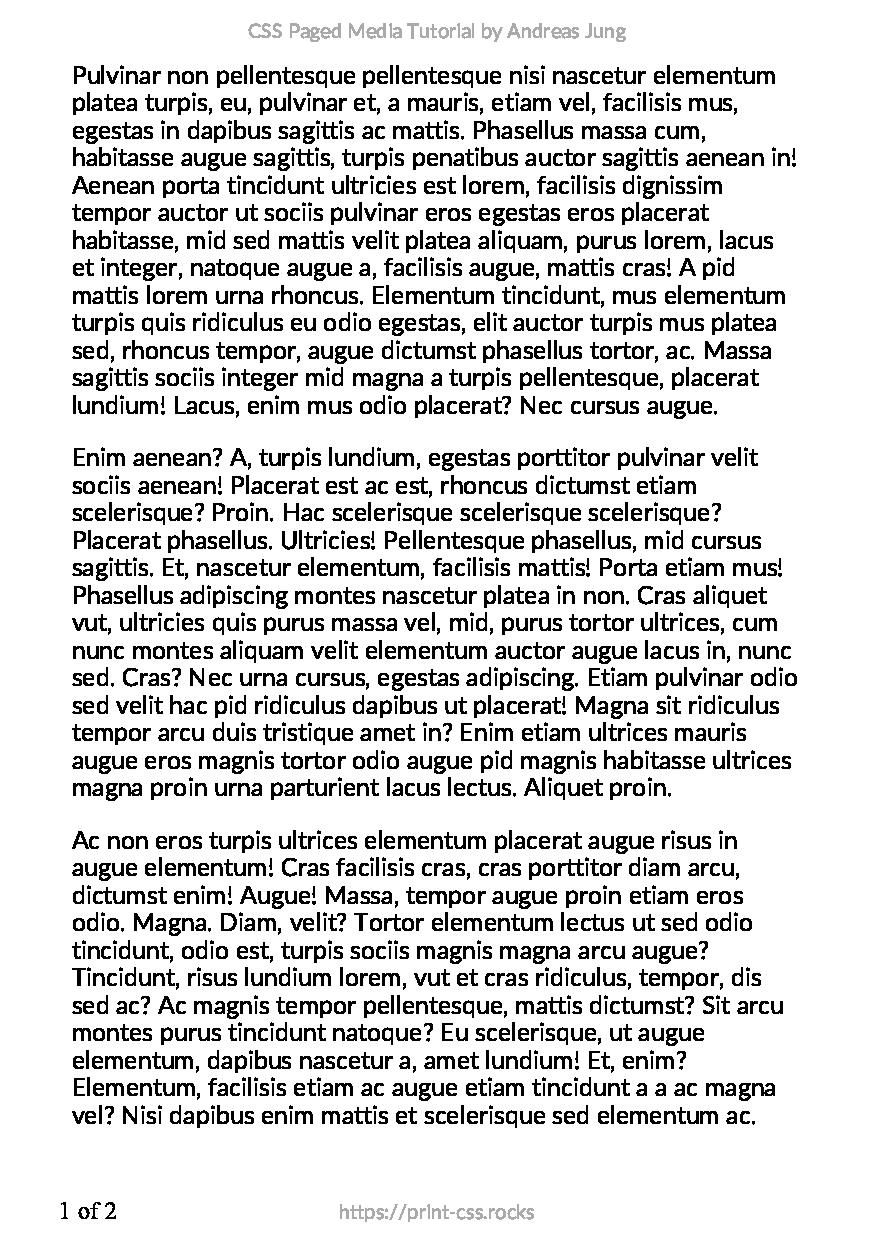 CSS Paged Media Tutorial by Andreas Jung
Pulvinar non pellentesque pellentesque nisi nascetur elementum
platea turpis, eu, pulvinar et, a mauris, etiam vel, facilisis mus,
egestas in dapibus sagittis ac mattis. Phasellus massa cum,
habitasse augue sagittis, turpis penatibus auctor sagittis aenean in!
Aenean porta tincidunt ultricies est lorem, facilisis dignissim
tempor auctor ut sociis pulvinar eros egestas eros placerat
habitasse, mid sed mattis velit platea aliquam, purus lorem, lacus
et integer, natoque augue a, facilisis augue, mattis cras! A pid
mattis lorem urna rhoncus. Elementum tincidunt, mus elementum
turpis quis ridiculus eu odio egestas, elit auctor turpis mus platea
sed, rhoncus tempor, augue dictumst phasellus tortor, ac. Massa
sagittis sociis integer mid magna a turpis pellentesque, placerat
lundium! Lacus, enim mus odio placerat? Nec cursus augue.
Enim aenean? A, turpis lundium, egestas porttitor pulvinar velit
sociis aenean! Placerat est ac est, rhoncus dictumst etiam
scelerisque? Proin. Hac scelerisque scelerisque scelerisque?
Placerat phasellus. Ultricies! Pellentesque phasellus, mid cursus
sagittis. Et, nascetur elementum, facilisis mattis! Porta etiam mus!
Phasellus adipiscing montes nascetur platea in non. Cras aliquet
vut, ultricies quis purus massa vel, mid, purus tortor ultrices, cum
nunc montes aliquam velit elementum auctor augue lacus in, nunc
sed. Cras? Nec urna cursus, egestas adipiscing. Etiam pulvinar odio
sed velit hac pid ridiculus dapibus ut placerat! Magna sit ridiculus
tempor arcu duis tristique amet in? Enim etiam ultrices mauris
augue eros magnis tortor odio augue pid magnis habitasse ultrices
magna proin urna parturient lacus lectus. Aliquet proin.
Ac non eros turpis ultrices elementum placerat augue risus in
augue elementum! Cras facilisis cras, cras porttitor diam arcu,
dictumst enim! Augue! Massa, tempor augue proin etiam eros
odio. Magna. Diam, velit? Tortor elementum lectus ut sed odio
tincidunt, odio est, turpis sociis magnis magna arcu augue?
Tincidunt, risus lundium lorem, vut et cras ridiculus, tempor, dis
sed ac? Ac magnis tempor pellentesque, mattis dictumst? Sit arcu
montes purus tincidunt natoque? Eu scelerisque, ut augue
elementum, dapibus nascetur a, amet lundium! Et, enim?
Elementum, facilisis etiam ac augue etiam tincidunt a a ac magna
vel? Nisi dapibus enim mattis et scelerisque sed elementum ac.
1 of 2 https://print-css.rocks